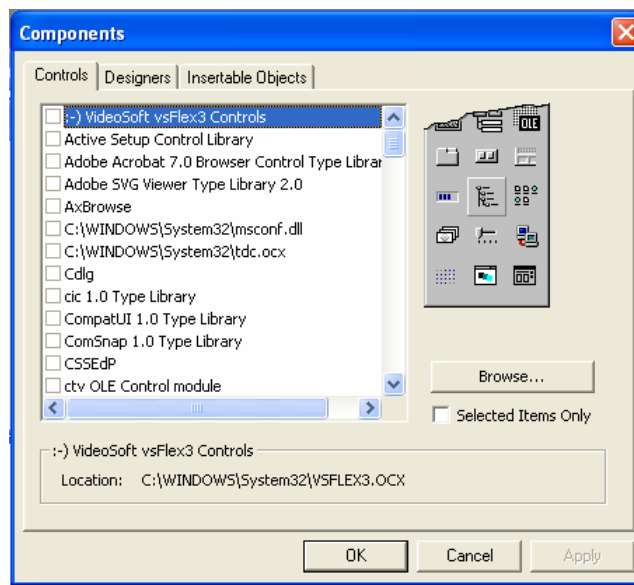 Components
Controls
Designers
Insertable Objects
:-) VideoSoft vsFlex3 Controls
Active Setup Control Library
Adobe Acrobat 7.0 Browser Control Type Librar
Adobe SVG Viewer Type Library 2.0
AxBrowse
C:\WINDOWS\System32\msconf.dll
C:\WINDOWS\System32\tdc.ocx
Cdlg
cic 1.0 Type Library
CompatUI 1.0 Type Library
ComSnap 1.0 Type Library
CSSEdP
ctv OLE Control module
OLE
Browse...
Selected Items Only
:-) VideoSoft vsFlex3 Controls
Location: C:\WINDOWS\System32\VSFLEX3.OCX
OK
Cancel
Apply